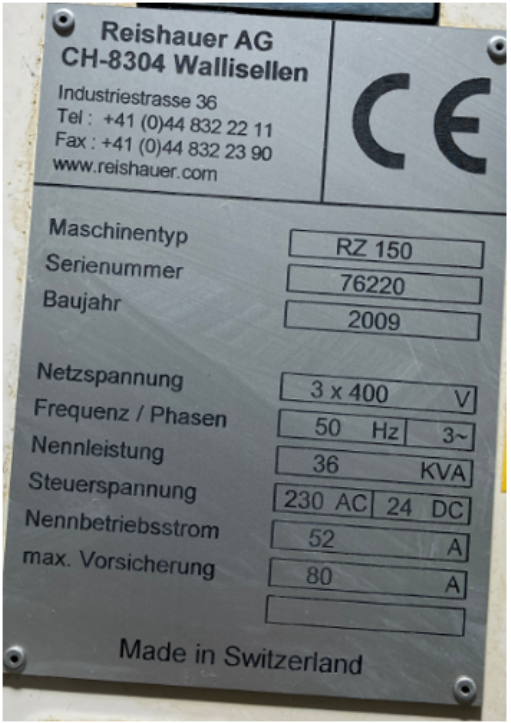 Reishauer AG
CH-8304 Wallisellen
Industriestrasse 36
Tel : +41 (0)44 832 22 11
Fax : +41 (0)44 832 23 90
www.reishauer.com
CE
Maschinentyp RZ 150
Serienummer 76220
Baujahr 2009
Netzspannung 3 x 400 V
Frequenz / Phasen 50 Hz 3~
Nennleistung 36 KVA
Steuerspannung 230 AC 24 DC
Nennbetriebsstrom 52 A
max. Vorsicherung 80 A
Made in Switzerland